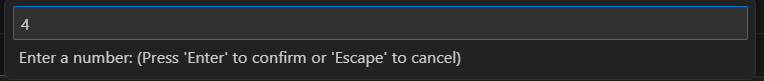 4
Enter a number: (Press 'Enter' to confirm or 'Escape' to cancel)